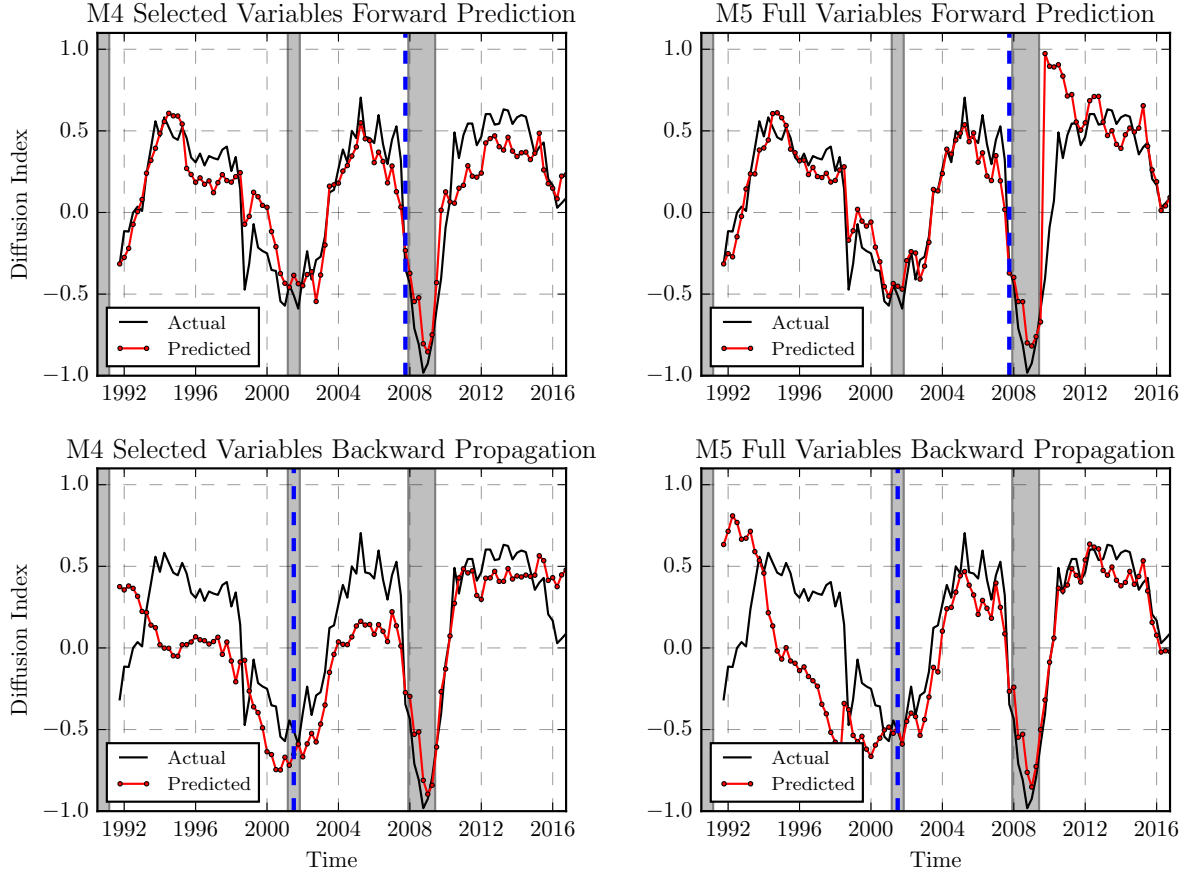 M4 Selected Variables Forward Prediction
1.0
0.5
0.0
−0.5
−1.0
Diffusion Index
Actual
Predicted
1992 1996 2000 2004 2008 2012 2016
M5 Full Variables Forward Prediction
1.0
0.5
0.0
−0.5
−1.0
Actual
Predicted
1992 1996 2000 2004 2008 2012 2016
M4 Selected Variables Backward Propagation
1.0
0.5
0.0
−0.5
−1.0
Diffusion Index
Actual
Predicted
1992 1996 2000 2004 2008 2012 2016
Time
M5 Full Variables Backward Propagation
1.0
0.5
0.0
−0.5
−1.0
Actual
Predicted
1992 1996 2000 2004 2008 2012 2016
Time